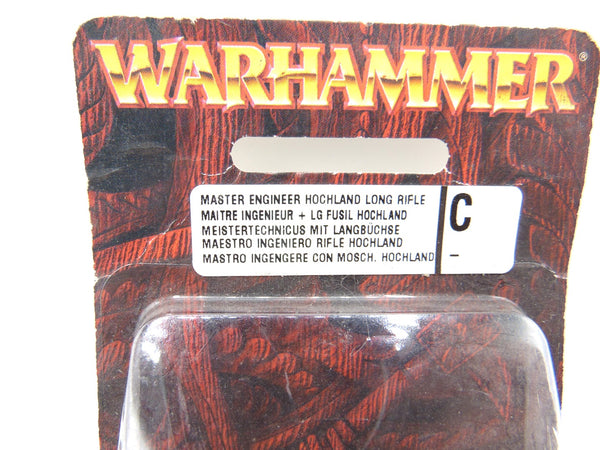 WARHAMMER®
MASTER ENGINEER HOCHLAND LONG RIFLE
MAITRE INGENIEUR + LG FUSIL HOCHLAND
MEISTERTECHNICUS MIT LANGBÜCHSE
MAESTRO INGENIERO RIFLE HOCHLAND
MASTRO INGENGERE CON MOSCH. HOCHLAND
C
–